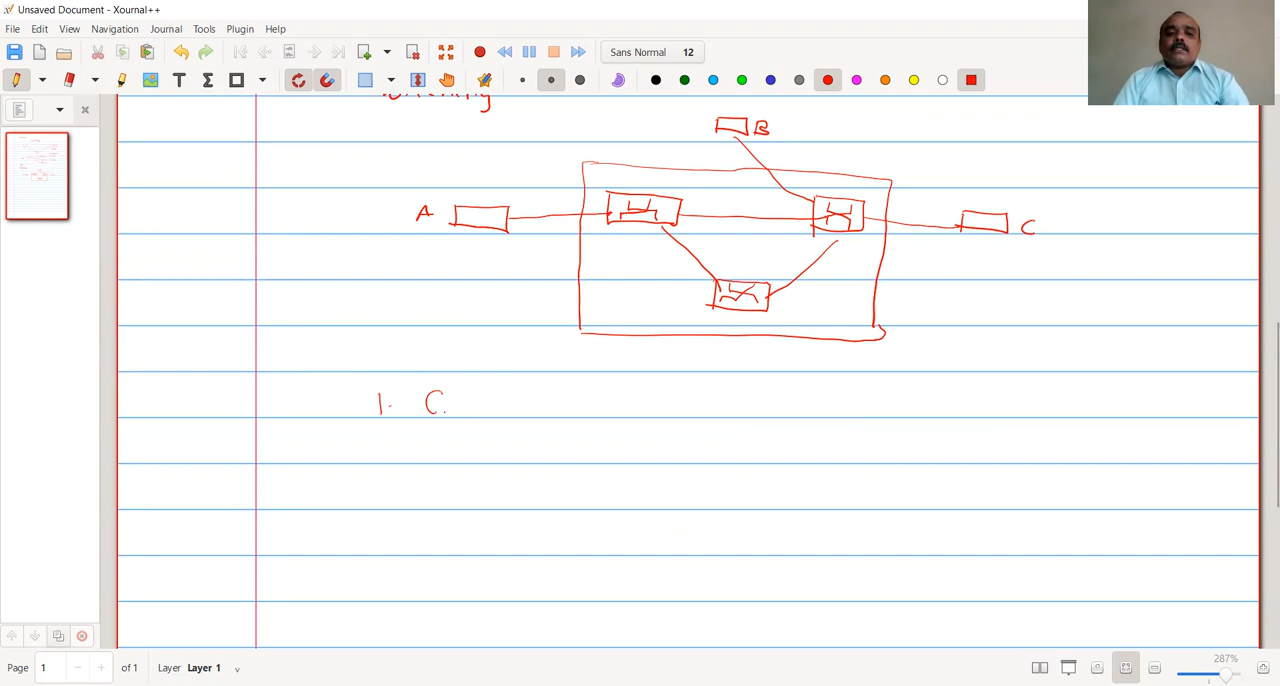 Unsaved Document - Xournal++
File Edit View Navigation Journal Tools Plugin Help
Sans Normal 12
B
A
C
1. C
Page 1 of 1 Layer Layer 1
287%